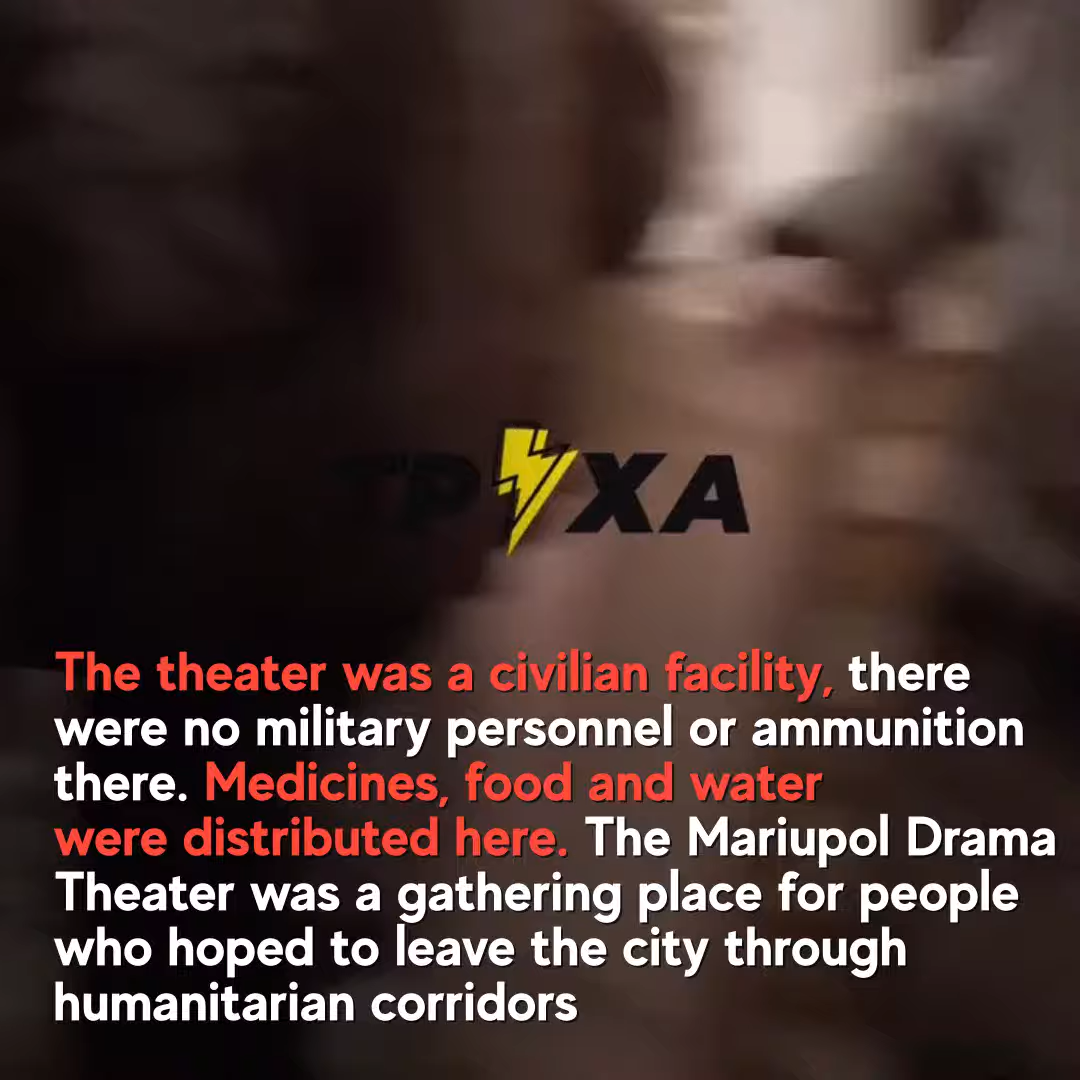 ТР⚡ХА
The theater was a civilian facility, there
were no military personnel or ammunition
there. Medicines, food and water
were distributed here. The Mariupol Drama
Theater was a gathering place for people
who hoped to leave the city through
humanitarian corridors